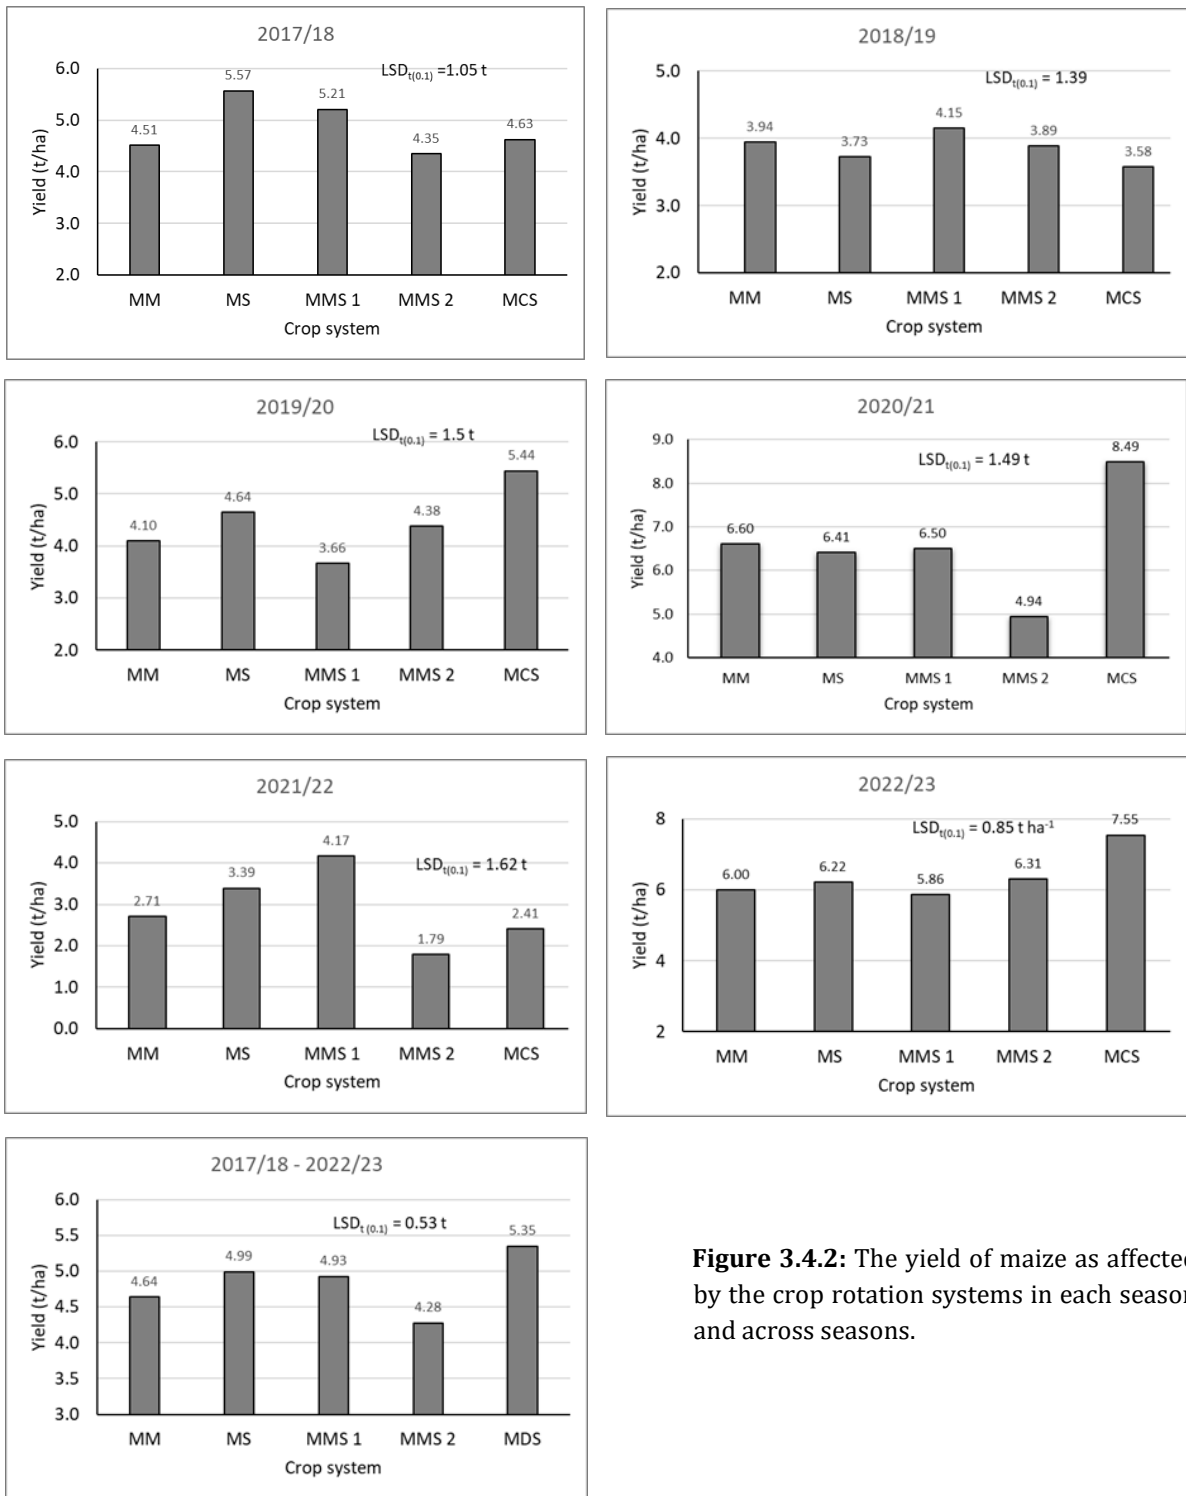 2017/18
LSDt(0.1) =1.05 t
6.0
5.0
4.0
3.0
2.0
Yield (t/ha)
4.51
5.57
5.21
4.35
4.63
MM MS MMS 1 MMS 2 MCS
Crop system
2018/19
LSDt(0.1) = 1.39
5.0
4.0
3.0
2.0
Yield (t/ha)
3.94
3.73
4.15
3.89
3.58
MM MS MMS 1 MMS 2 MCS
Crop system
2019/20
LSDt(0.1) = 1.5 t
6.0
5.0
4.0
3.0
2.0
Yield (t/ha)
4.10
4.64
3.66
4.38
5.44
MM MS MMS 1 MMS 2 MCS
Crop system
2020/21
LSDt(0.1) = 1.49 t
9.0
8.0
7.0
6.0
5.0
4.0
Yield (t/ha)
6.60
6.41
6.50
4.94
8.49
MM MS MMS 1 MMS 2 MCS
Crop system
2021/22
LSDt(0.1) = 1.62 t
5.0
4.0
3.0
2.0
1.0
0.0
Yield (t/ha)
2.71
3.39
4.17
1.79
2.41
MM MS MMS 1 MMS 2 MCS
Crop system
2022/23
LSDt(0.1) = 0.85 t ha-1
8
6
4
2
Yield (t/ha)
6.00
6.22
5.86
6.31
7.55
MM MS MMS 1 MMS 2 MCS
Crop system
2017/18 - 2022/23
LSDt (0.1) = 0.53 t
6.0
5.5
5.0
4.5
4.0
3.5
3.0
Yield (t/ha)
4.64
4.99
4.93
4.28
5.35
MM MS MMS 1 MMS 2 MDS
Crop system
Figure 3.4.2: The yield of maize as affected
by the crop rotation systems in each season
and across seasons.